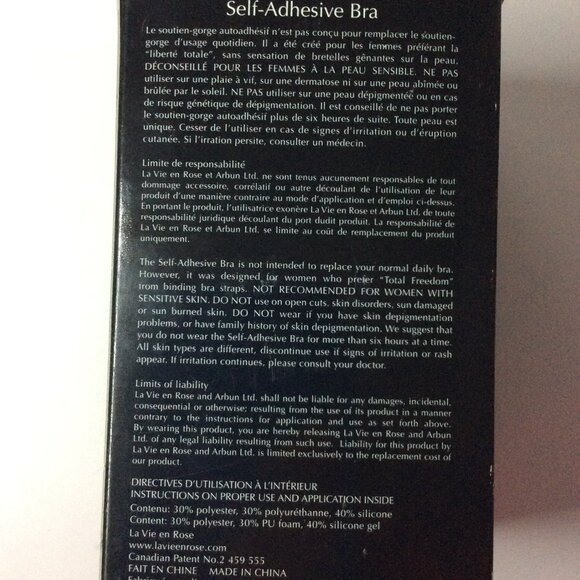 Self-Adhesive Bra
Le soutien-gorge autoadhésif n'est pas conçu pour remplacer le soutien-
gorge d'usage quotidien. Il a été créé pour les femmes préférant la
"liberté totale", sans sensation de bretelles gênantes sur la peau.
DÉCONSEILLÉ POUR LES FEMMES À LA PEAU SENSIBLE. NE PAS
utiliser sur une plaie à vif, sur une dermatose ni sur une peau abîmée ou
brûlée par le soleil. NE PAS utiliser sur une peau dépigmentée ou en cas
de risque génétique de dépigmentation. Il est conseillé de ne pas porter
le soutien-gorge autoadhésif plus de six heures de suite. Toute peau est
unique. Cesser de l'utiliser en cas de signes d'irritation ou d'éruption
cutanée. Si l'irration persite, consulter un médecin.
Limite de responsabilité
La Vie en Rose et Arbun Ltd. ne sont tenus aucunement responsables de tout
dommage accessoire, corrélatif ou autre découlant de l'utilisation de leur
produit d'une manière contraire au mode d'application et d'emploi ci-dessus.
En portant le produit, l'utilisatrice exonère La Vie en Rose et Arbun Ltd. de toute
responsabilité juridique découlant du port dudit produit. La responsabilité de
La Vie en Rose et Arbun Ltd. se limite au coût de remplacement du produit
uniquement.
The Self-Adhesive Bra is not intended to replace your normal daily bra.
However, it was designed for women who prefer "Total Freedom"
from binding bra straps. NOT RECOMMENDED FOR WOMEN WITH
SENSITIVE SKIN. DO NOT use on open cuts, skin disorders, sun damaged
or sun burned skin. DO NOT wear if you have skin depigmentation
problems, or have family history of skin depigmentation. We suggest that
you do not wear the Self-Adhesive Bra for more than six hours at a time.
All skin types are different, discontinue use if signs of irritation or rash
appear. If irritation continues, please consult your doctor.
Limits of liability
La Vie en Rose and Arbun Ltd. shall not be liable for any damages, incidental,
consequential or otherwise; resulting from the use of its product in a manner
contrary to the instructions for application and use as set forth above.
By wearing this product, you are hereby releasing La Vie en Rose and Arbun
Ltd. of any legal liability resulting from such use. Liability for this product by
La Vie en Rose and Arbun Ltd. is limited exclusively to the replacement cost of
our product.
DIRECTIVES D'UTILISATION À L'INTÉRIEUR
INSTRUCTIONS ON PROPER USE AND APPLICATION INSIDE
Contenu: 30% polyester, 30% polyuréthanne, 40% silicone
Content: 30% polyester, 30% PU foam, 40% silicone gel
La Vie en Rose
www.lavieenrose.com
Canadian Patent No.2 459 555
FAIT EN CHINE MADE IN CHINA